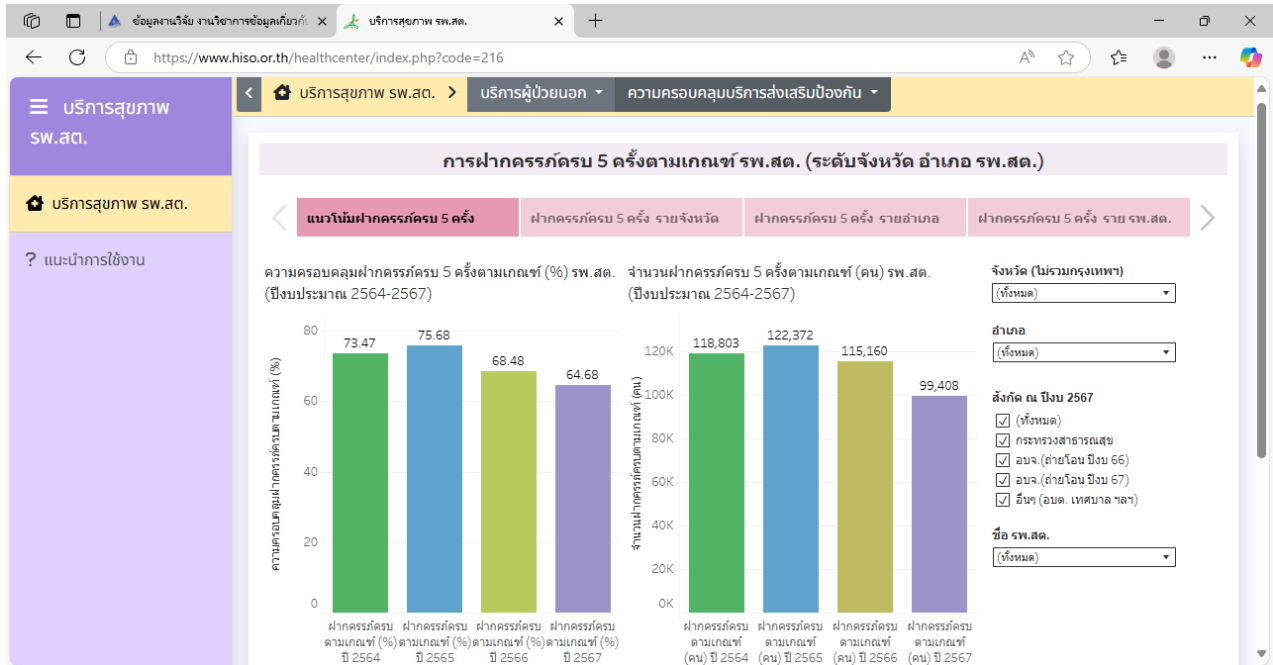 ข้อมูลงานวิจัย งานวิชาการข้อมูลเกี่ยวกับ
บริการสุขภาพ รพ.สต.
https://www.hiso.or.th/healthcenter/index.php?code=216
บริการสุขภาพ
รพ.สต.
บริการสุขภาพ รพ.สต.
บริการผู้ป่วยนอก
ความครอบคลุมบริการส่งเสริมป้องกัน
บริการสุขภาพ รพ.สต.
? แนะนำการใช้งาน
การฝากครรภ์ครบ 5 ครั้งตามเกณฑ์ รพ.สต. (ระดับจังหวัด อำเภอ รพ.สต.)
แนวโน้มฝากครรภ์ครบ 5 ครั้ง
ฝากครรภ์ครบ 5 ครั้ง รายจังหวัด
ฝากครรภ์ครบ 5 ครั้ง รายอำเภอ
ฝากครรภ์ครบ 5 ครั้ง ราย รพ.สต.
ความครอบคลุมฝากครรภ์ครบ 5 ครั้งตามเกณฑ์ (%) รพ.สต.
(ปีงบประมาณ 2564-2567)
ความครอบคลุมฝากครรภ์ครบตามเกณฑ์ (%)
80
60
40
20
0
73.47
75.68
68.48
64.68
ฝากครรภ์ครบ
ตามเกณฑ์ (%)
ปี 2564
ฝากครรภ์ครบ
ตามเกณฑ์ (%)
ปี 2565
ฝากครรภ์ครบ
ตามเกณฑ์ (%)
ปี 2566
ฝากครรภ์ครบ
ตามเกณฑ์ (%)
ปี 2567
จำนวนฝากครรภ์ครบ 5 ครั้งตามเกณฑ์ (คน) รพ.สต.
(ปีงบประมาณ 2564-2567)
จำนวนฝากครรภ์ครบตามเกณฑ์ (คน)
120K
100K
80K
60K
40K
20K
0K
118,803
122,372
115,160
99,408
ฝากครรภ์ครบ
ตามเกณฑ์
(คน) ปี 2564
ฝากครรภ์ครบ
ตามเกณฑ์
(คน) ปี 2565
ฝากครรภ์ครบ
ตามเกณฑ์
(คน) ปี 2566
ฝากครรภ์ครบ
ตามเกณฑ์
(คน) ปี 2567
จังหวัด (ไม่รวมกรุงเทพฯ)
(ทั้งหมด)
อำเภอ
(ทั้งหมด)
สังกัด ณ ปีงบ 2567
(ทั้งหมด)
กระทรวงสาธารณสุข
อบจ.(ถ่ายโอน ปีงบ 66)
อบจ.(ถ่ายโอน ปีงบ 67)
อื่นๆ (อบต. เทศบาล ฯลฯ)
ชื่อ รพ.สต.
(ทั้งหมด)